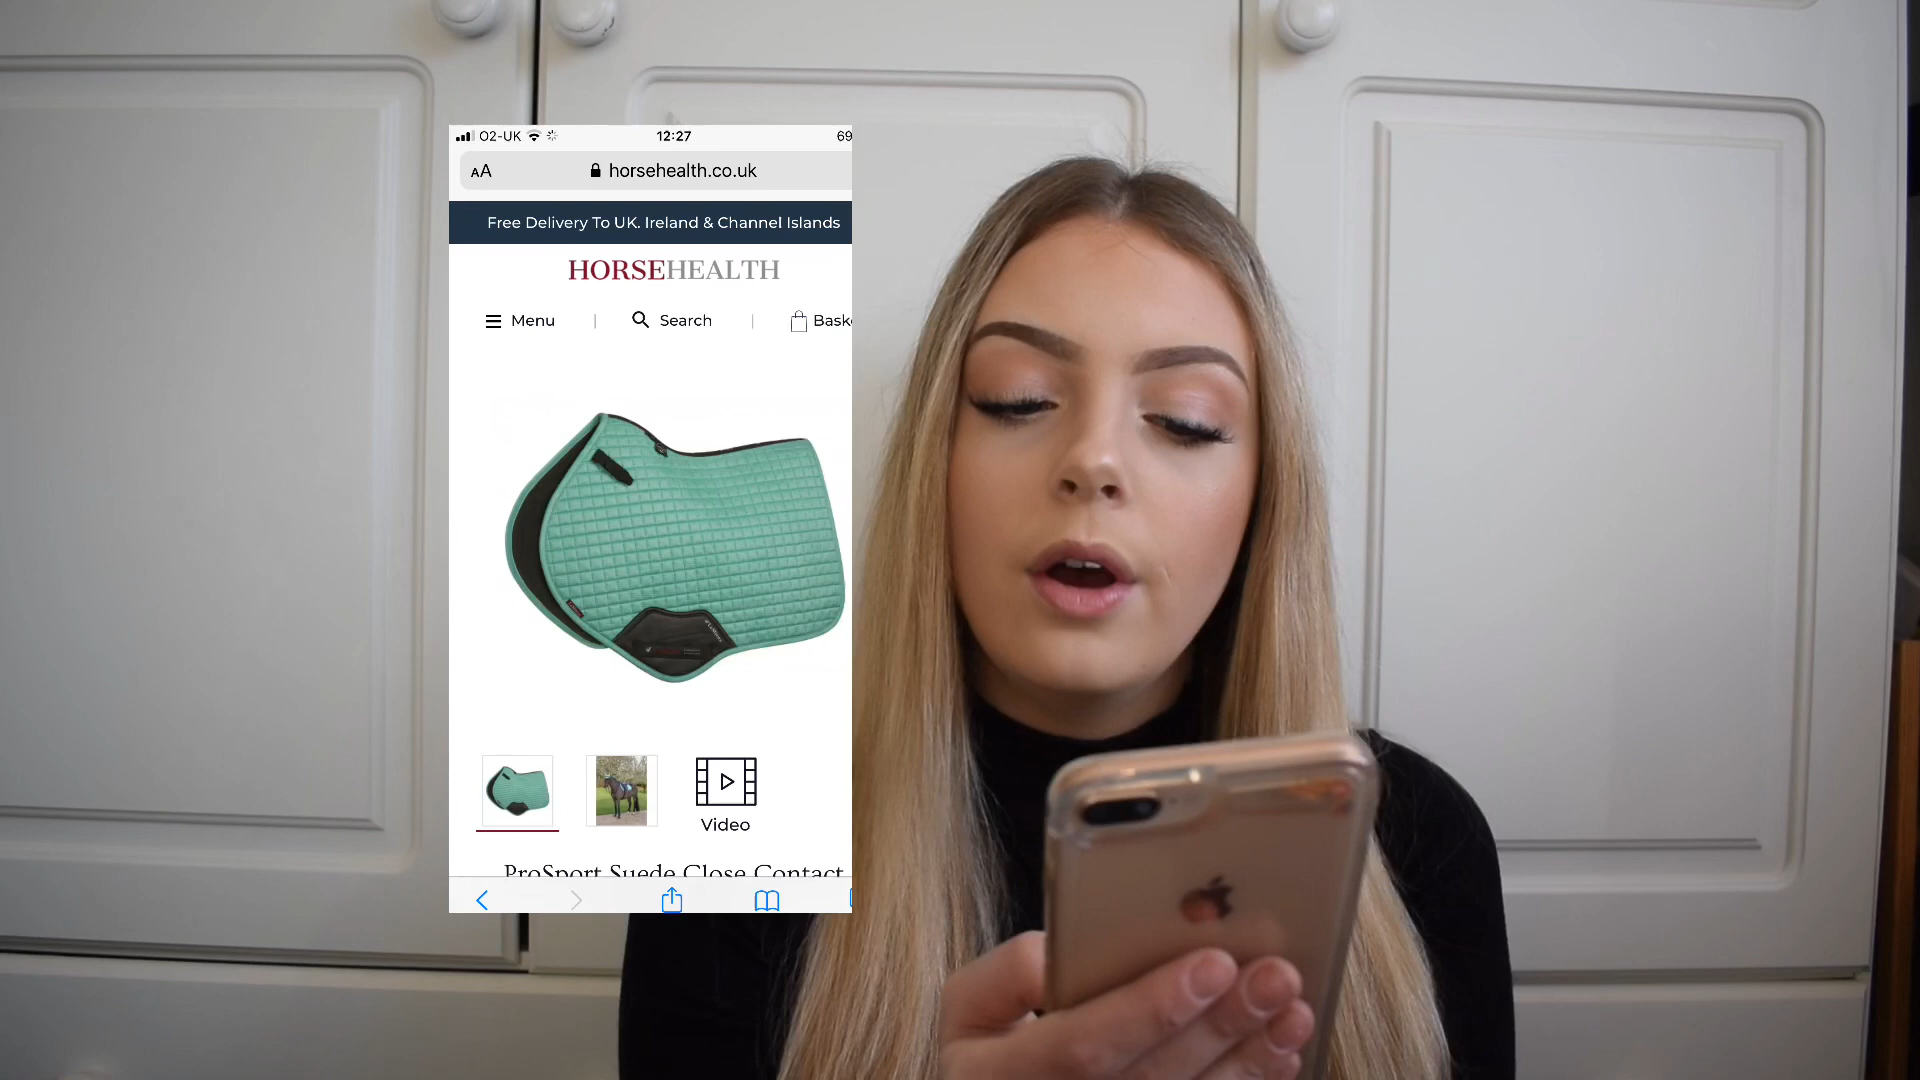 O2-UK 12:27 69
AA horsehealth.co.uk
Free Delivery To UK. Ireland & Channel Islands
HORSEHEALTH
Menu | Search | Bask
Video
ProSport Suede Close Contact